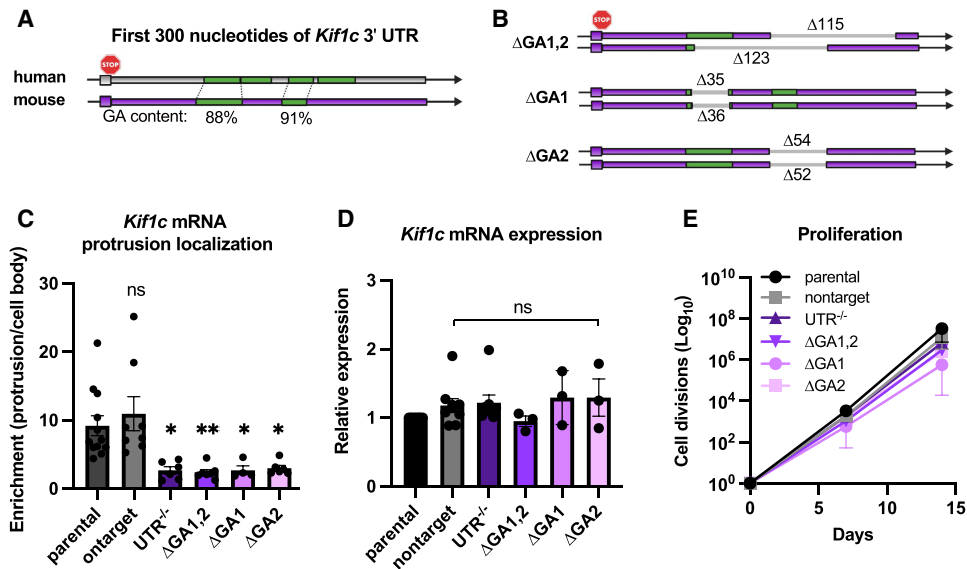 A
First 300 nucleotides of Kif1c 3' UTR
STOP
human
mouse
GA content:
88%
91%
B
STOP
ΔGA1,2
Δ115
Δ123
ΔGA1
Δ35
Δ36
ΔGA2
Δ54
Δ52
C
Kif1c mRNA
protrusion localization
Enrichment (protrusion/cell body)
30
20
10
0
ns
*
**
*
*
parental
ontarget
UTR-/-
ΔGA1,2
ΔGA1
ΔGA2
D
Kif1c mRNA expression
Relative expression
3
2
1
0
ns
parental
nontarget
UTR-/-
ΔGA1,2
ΔGA1
ΔGA2
E
Proliferation
Cell divisions (Log10)
10^10
10^8
10^6
10^4
10^2
10^0
parental
nontarget
UTR-/-
ΔGA1,2
ΔGA1
ΔGA2
0
5
10
15
Days